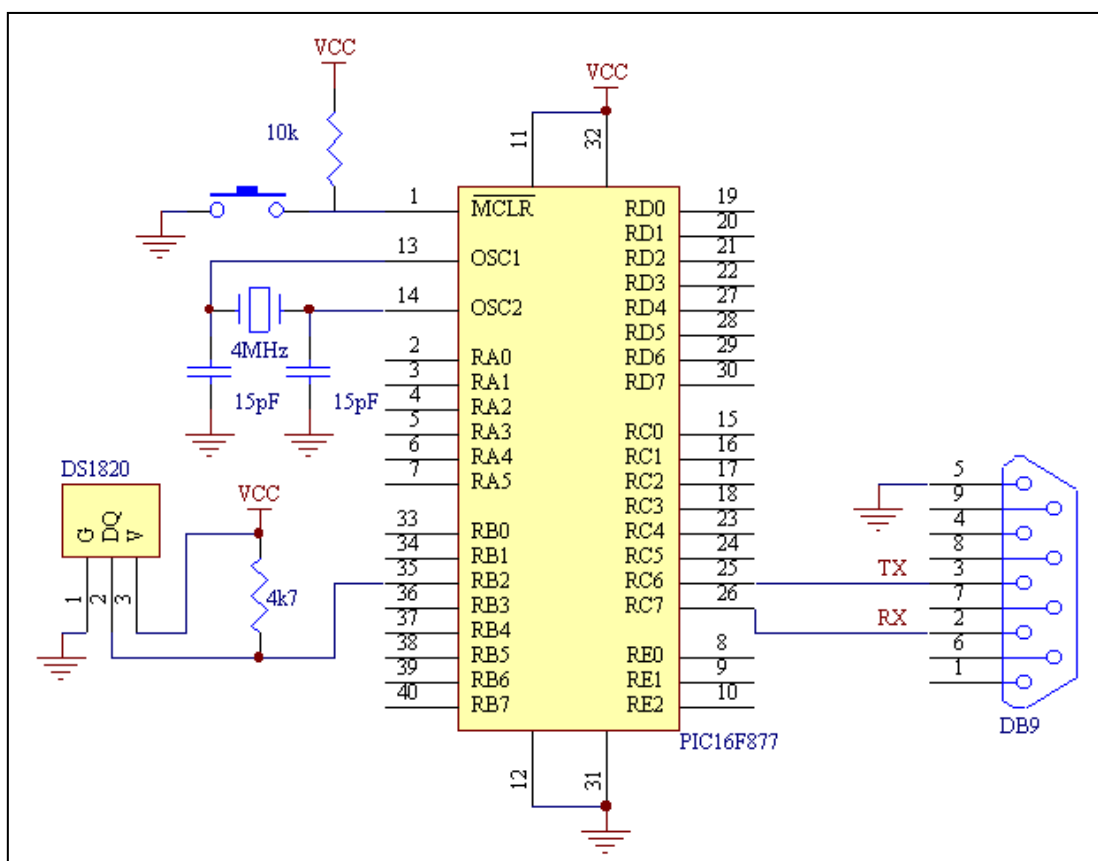 VCC
VCC
10k
11
32
1
MCLR
RD0
19
RD1
20
13
OSC1
RD2
21
RD3
22
14
OSC2
RD4
27
RD5
28
4MHz
2
RA0
RD6
29
3
RA1
RD7
30
15pF
15pF
4
RA2
5
RA3
RC0
15
6
RA4
RC1
16
7
RA5
RC2
17
RC3
18
DS1820
G
DQ
V
VCC
33
RB0
RC4
23
34
RB1
RC5
24
35
RB2
RC6
25
TX
36
RB3
RC7
26
RX
1
2
3
4k7
37
RB4
38
RB5
RE0
8
39
RB6
RE1
9
40
RB7
RE2
10
5
9
4
8
3
7
2
6
1
DB9
PIC16F877
12
31